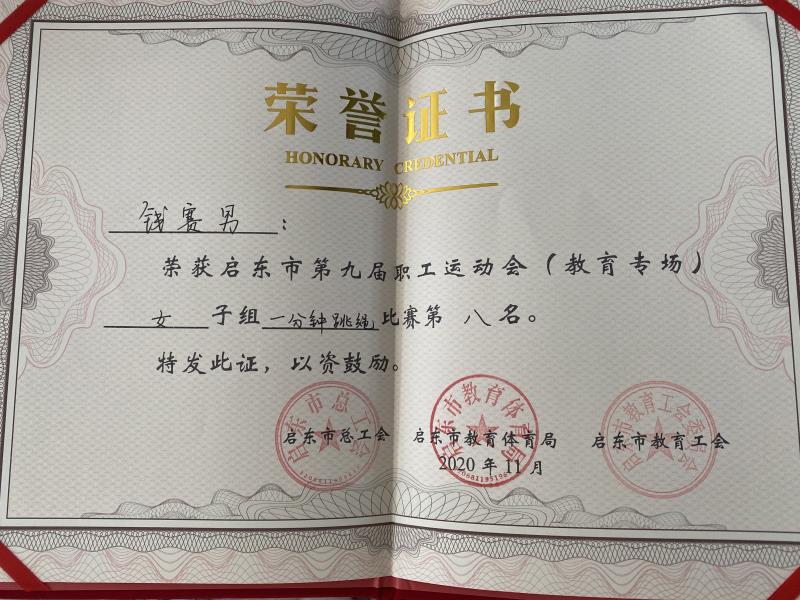 荣誉证书
HONORARY CREDENTIAL
钱赛男：
荣获启东市第九届职工运动会（教育专场）
女子组一分钟跳绳比赛第八名。
特发此证，以资鼓励。
启东市总工会 启东市教育体育局 启东市教育工会
2020年11月